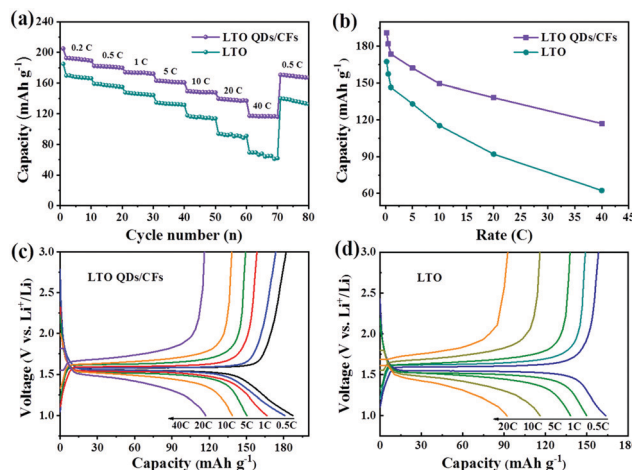 (a)
LTO QDs/CFs
LTO
0.2 C
0.5 C
1 C
5 C
10 C
20 C
40 C
0.5 C
240
200
160
120
80
40
0
0 10 20 30 40 50 60 70 80
Capacity (mAh g⁻¹)
Cycle number (n)
(b)
LTO QDs/CFs
LTO
210
180
150
120
90
60
0 5 10 15 20 25 30 35 40 45
Capacity (mAh g⁻¹)
Rate (C)
(c)
LTO QDs/CFs
3.0
2.5
2.0
1.5
1.0
40C 20C 10C 5C 1C 0.5C
0 30 60 90 120 150 180
Voltage (V vs. Li⁺/Li)
Capacity (mAh g⁻¹)
(d)
LTO
3.0
2.5
2.0
1.5
1.0
20C 10C 5C 1C 0.5C
0 40 80 120 160
Voltage (V vs. Li⁺/Li)
Capacity (mAh g⁻¹)